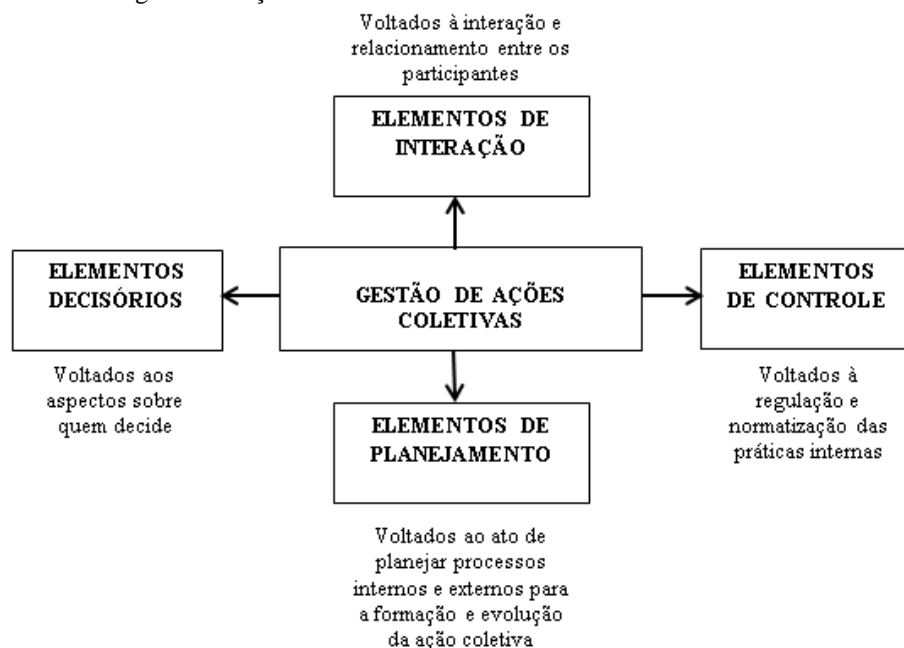 Voltados à interação e
relacionamento entre os
participantes
ELEMENTOS DE
INTERAÇÃO
ELEMENTOS
DECISÓRIOS
GESTÃO DE AÇÕES
COLETIVAS
ELEMENTOS
DE CONTROLE
Voltados aos
aspectos sobre
quem decide
Voltados à
regulação e
normatização das
práticas internas
ELEMENTOS DE
PLANEJAMENTO
Voltados ao ato de
planejar processos
internos e externos para
a formação e evolução
da ação coletiva